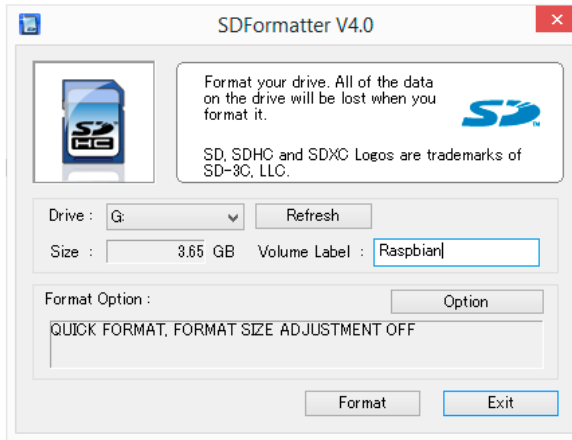 SDFormatter V4.0
Format your drive. All of the data
on the drive will be lost when you
format it.
SD, SDHC and SDXC Logos are trademarks of
SD-3C, LLC.
SD HC
SD TM
Drive : G: Refresh
Size : 3.65 GB Volume Label : Raspbian
Format Option : Option
QUICK FORMAT, FORMAT SIZE ADJUSTMENT OFF
Format Exit